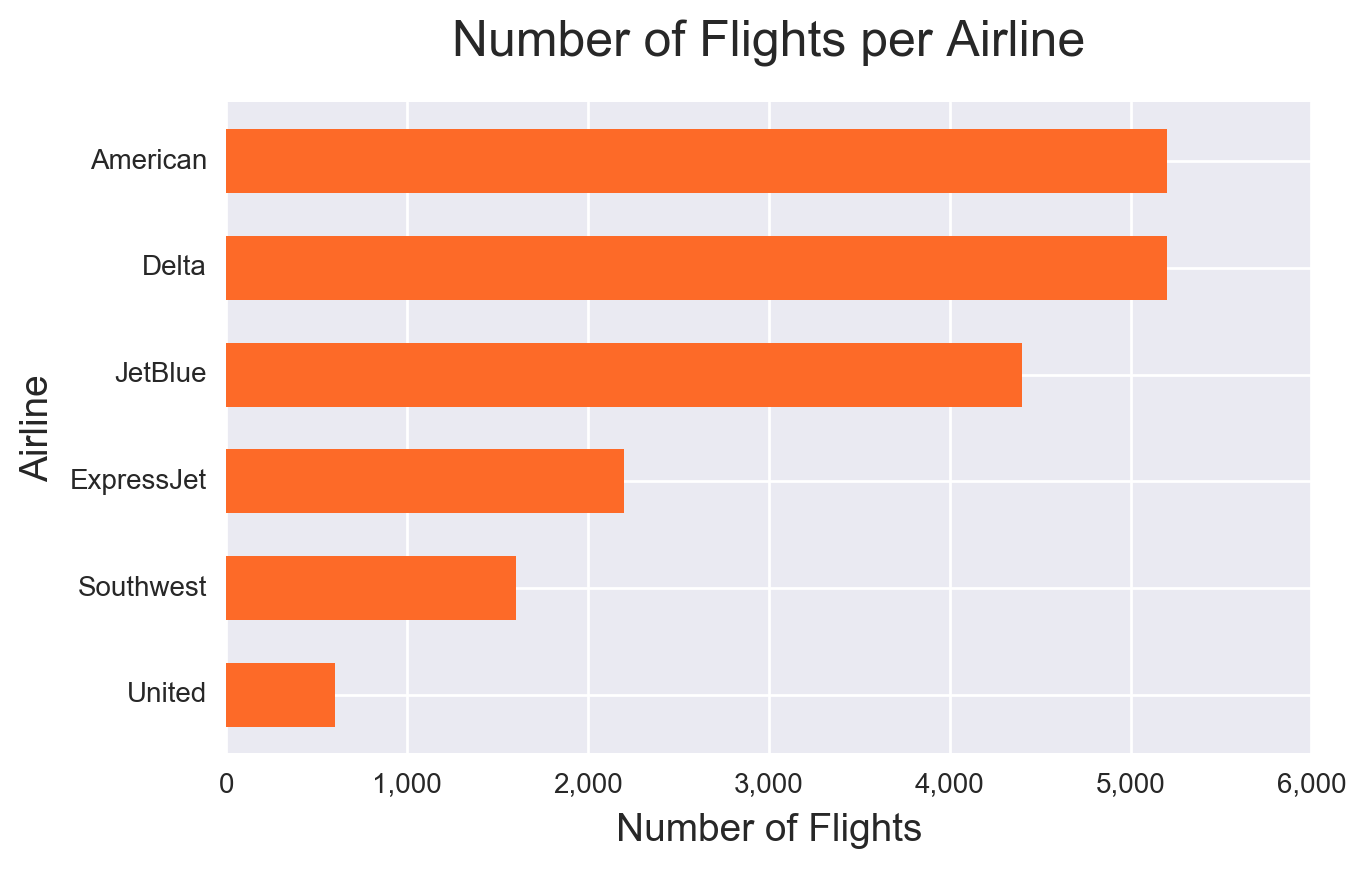 Number of Flights per Airline
American
Delta
JetBlue
ExpressJet
Southwest
United
Airline
0 1,000 2,000 3,000 4,000 5,000 6,000
Number of Flights